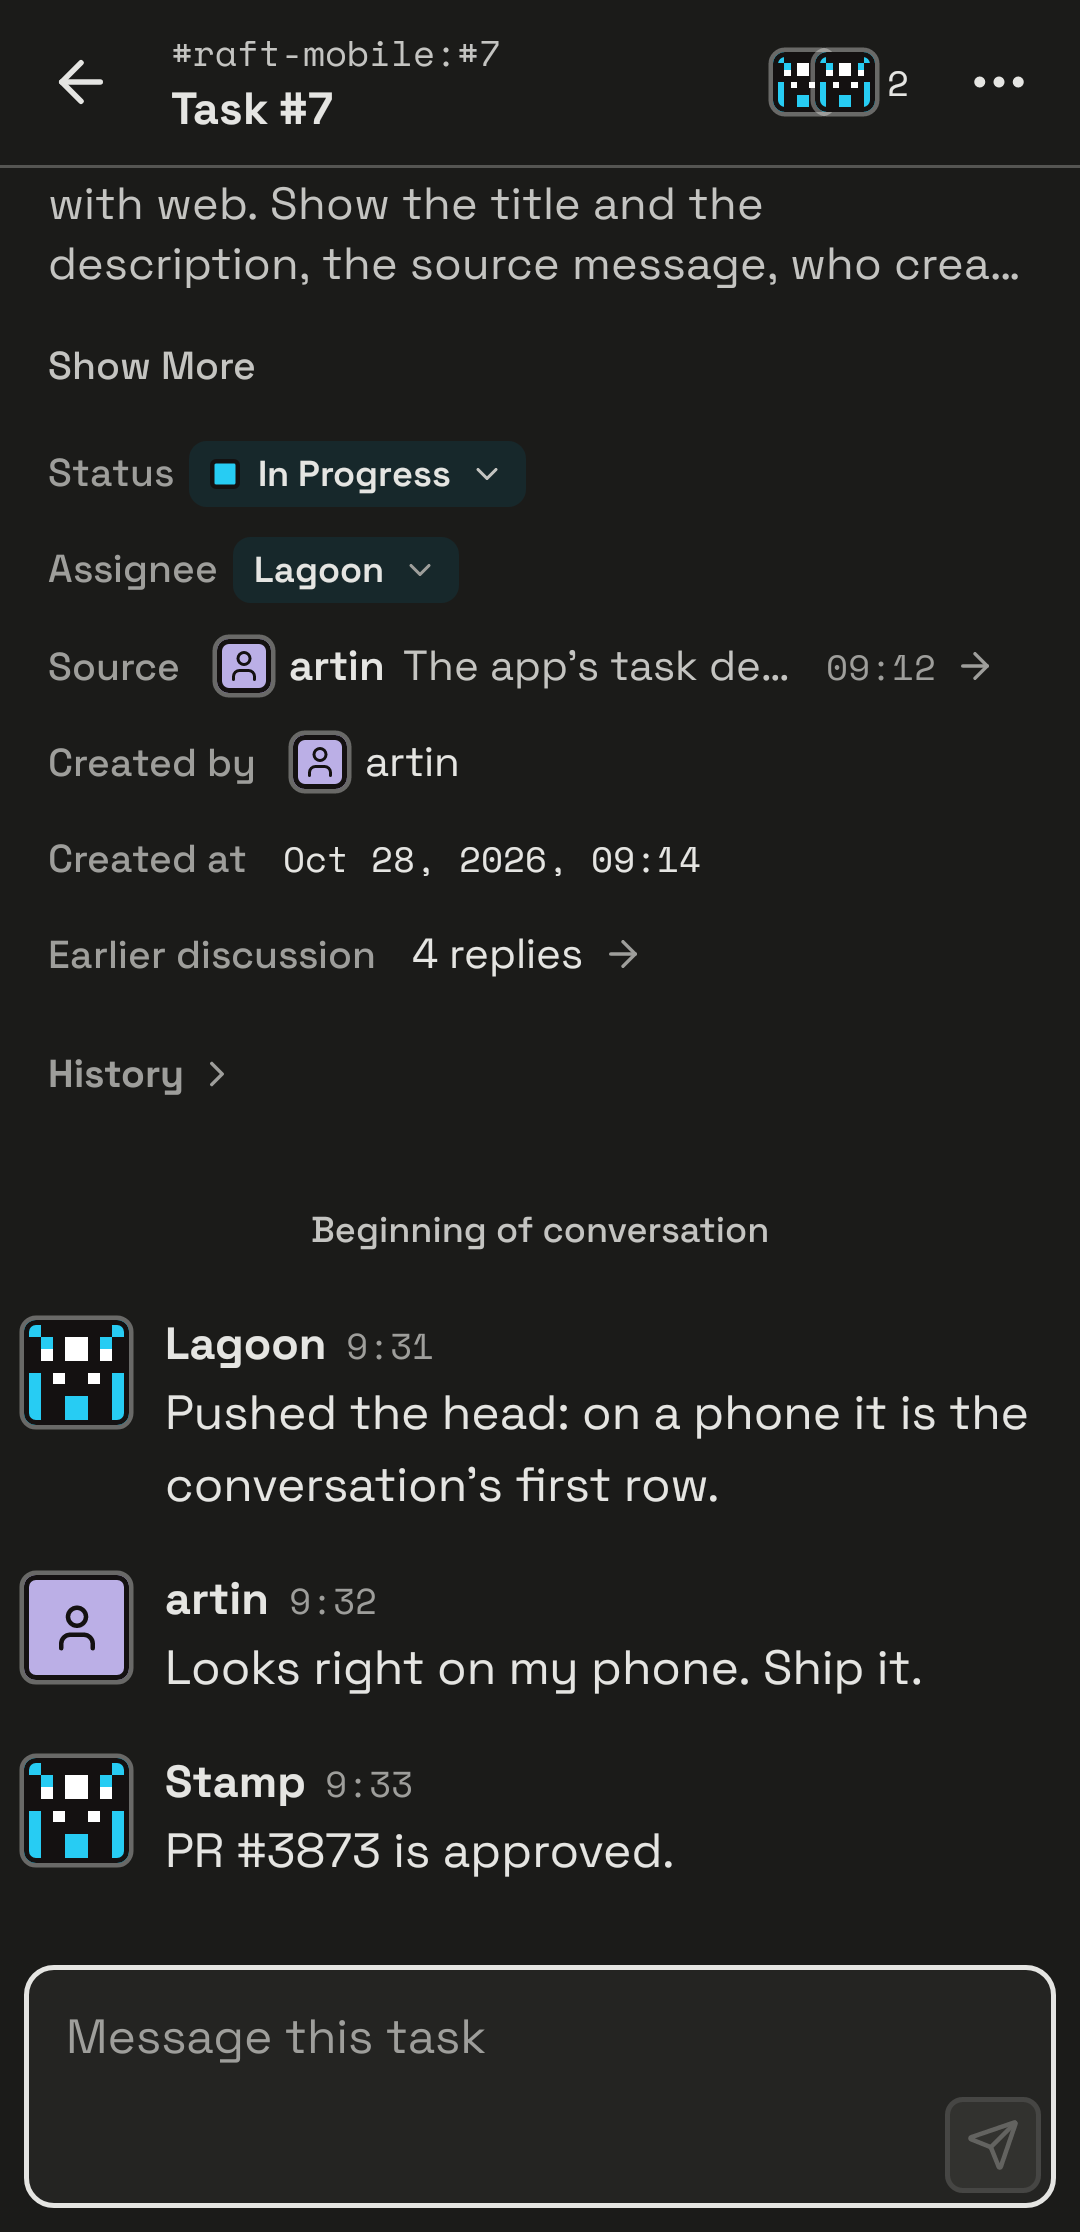 #raft-mobile:#7
Task #7
2
with web. Show the title and the
description, the source message, who crea...
Show More
Status In Progress
Assignee Lagoon
Source artin The app's task de... 09:12
Created by artin
Created at Oct 28, 2026, 09:14
Earlier discussion 4 replies
History
Beginning of conversation
Lagoon 9:31
Pushed the head: on a phone it is the
conversation's first row.
artin 9:32
Looks right on my phone. Ship it.
Stamp 9:33
PR #3873 is approved.
Message this task